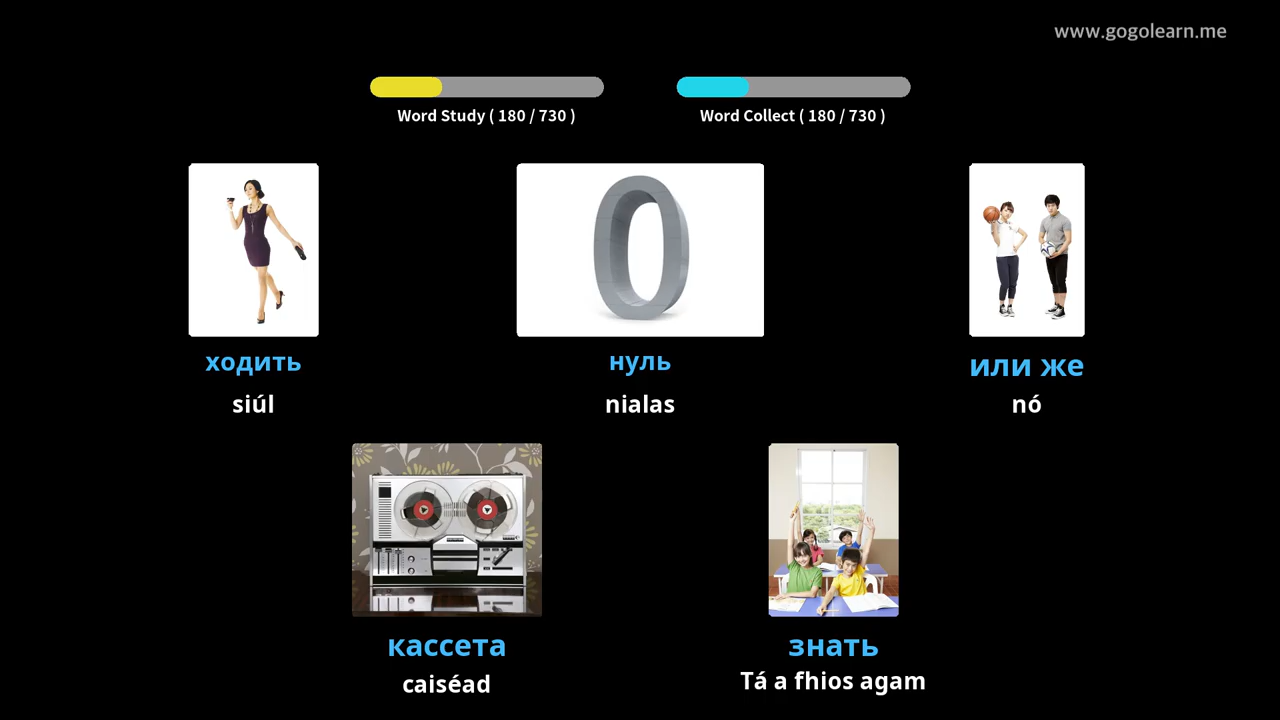 www.gogolearn.me
Word Study ( 180 / 730 )
Word Collect ( 180 / 730 )
ходить
siúl
нуль
nialas
или же
nó
кассета
caiséad
знать
Tá a fhios agam